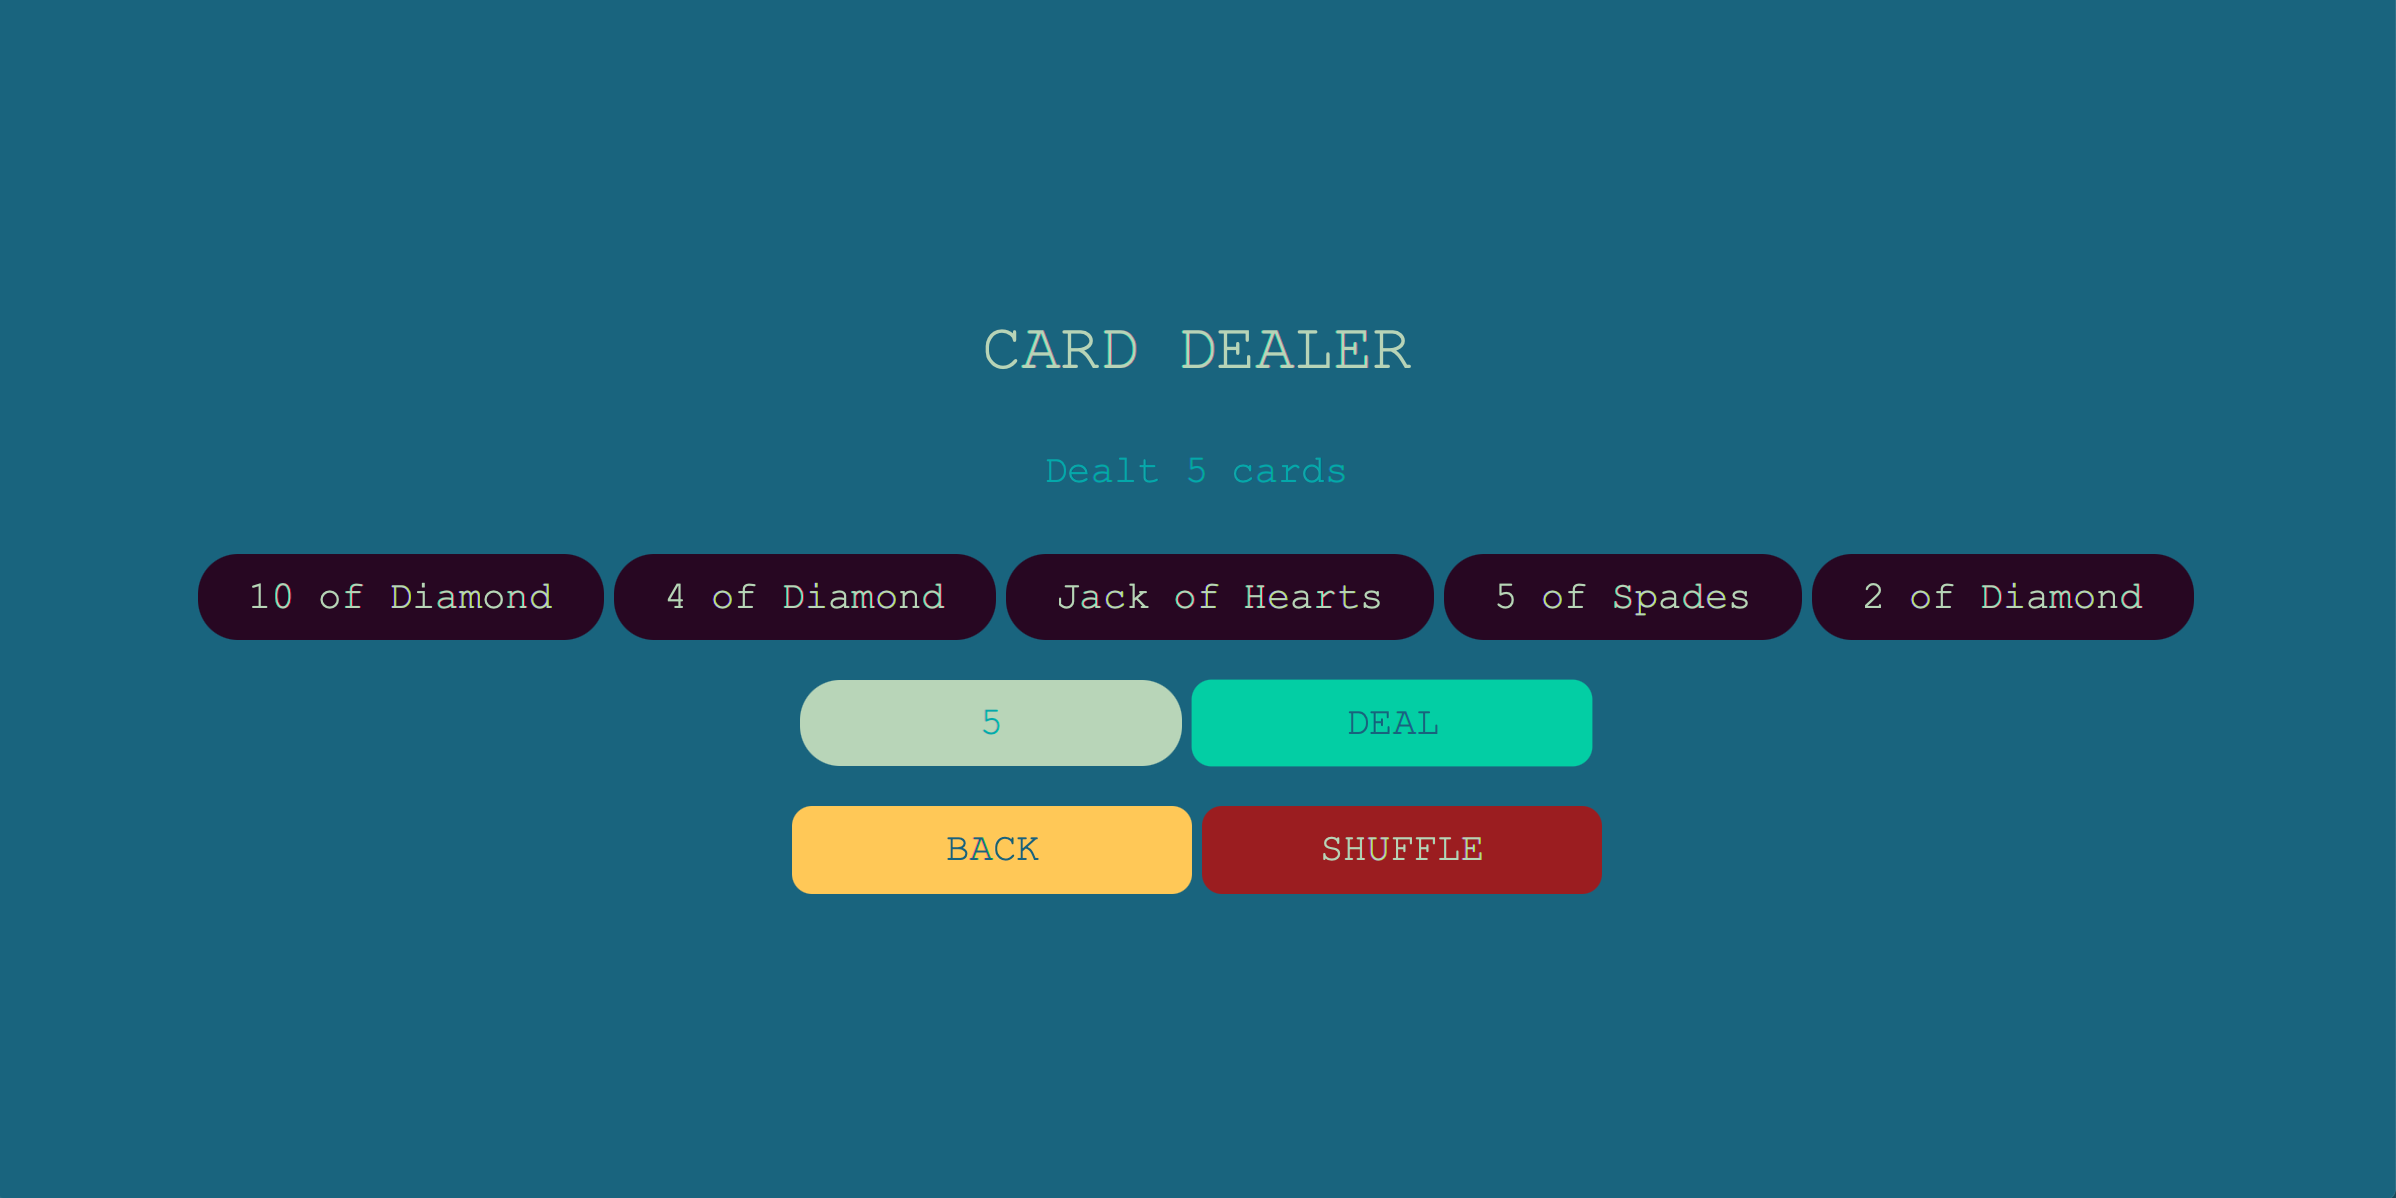 CARD DEALER
Dealt 5 cards
10 of Diamond 4 of Diamond Jack of Hearts 5 of Spades 2 of Diamond
5 DEAL
BACK SHUFFLE